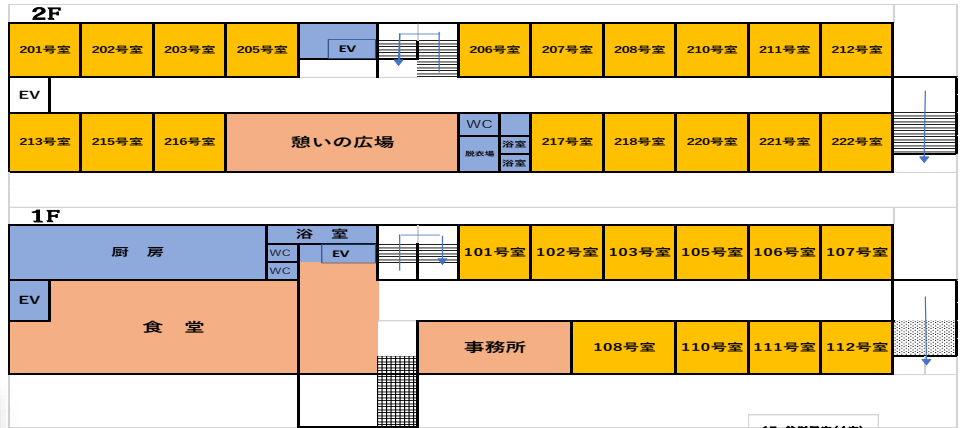 2F
201号室 202号室 203号室 205号室 EV 206号室 207号室 208号室 210号室 211号室 212号室
EV
213号室 215号室 216号室 憩いの広場 WC 脱衣場 浴室 浴室 217号室 218号室 220号室 221号室 222号室
1F
厨 房 浴 室 WC WC EV 101号室 102号室 103号室 105号室 106号室 107号室
EV
食 堂 事務所 108号室 110号室 111号室 112号室